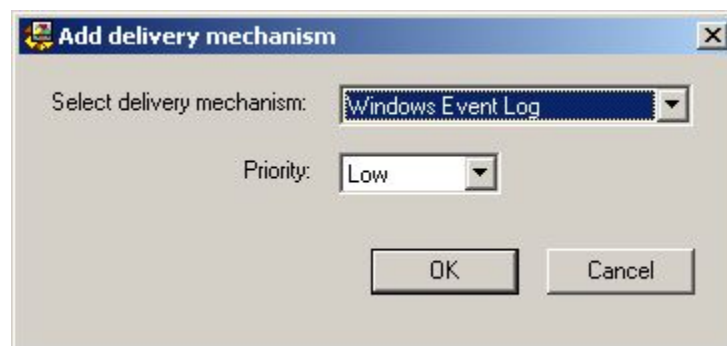 Add delivery mechanism
Select delivery mechanism: Windows Event Log
Priority: Low
OK Cancel